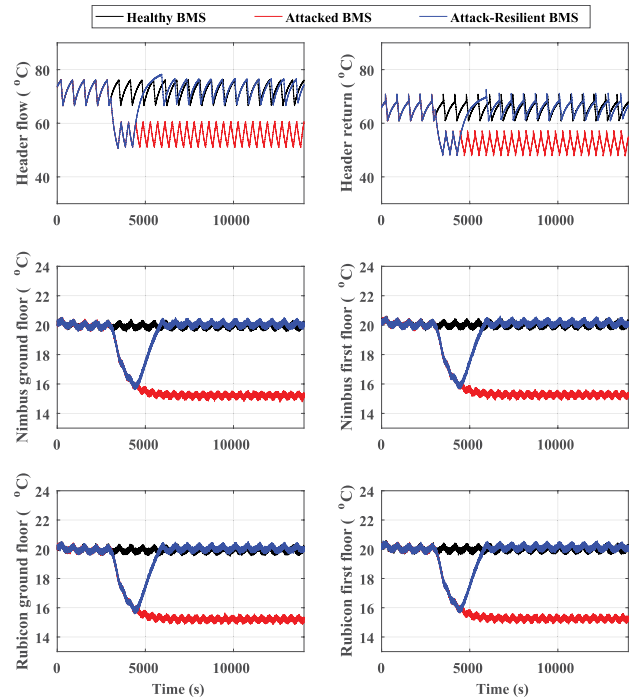 Healthy BMS Attacked BMS Attack-Resilient BMS
Header flow ( °C)
80
60
40
0 5000 10000
Header return ( °C)
80
60
40
0 5000 10000
Nimbus ground floor ( °C)
24
22
20
18
16
14
0 5000 10000
Nimbus first floor ( °C)
24
22
20
18
16
14
0 5000 10000
Rubicon ground floor ( °C)
24
22
20
18
16
14
0 5000 10000
Time (s)
Rubicon first floor ( °C)
24
22
20
18
16
14
0 5000 10000
Time (s)